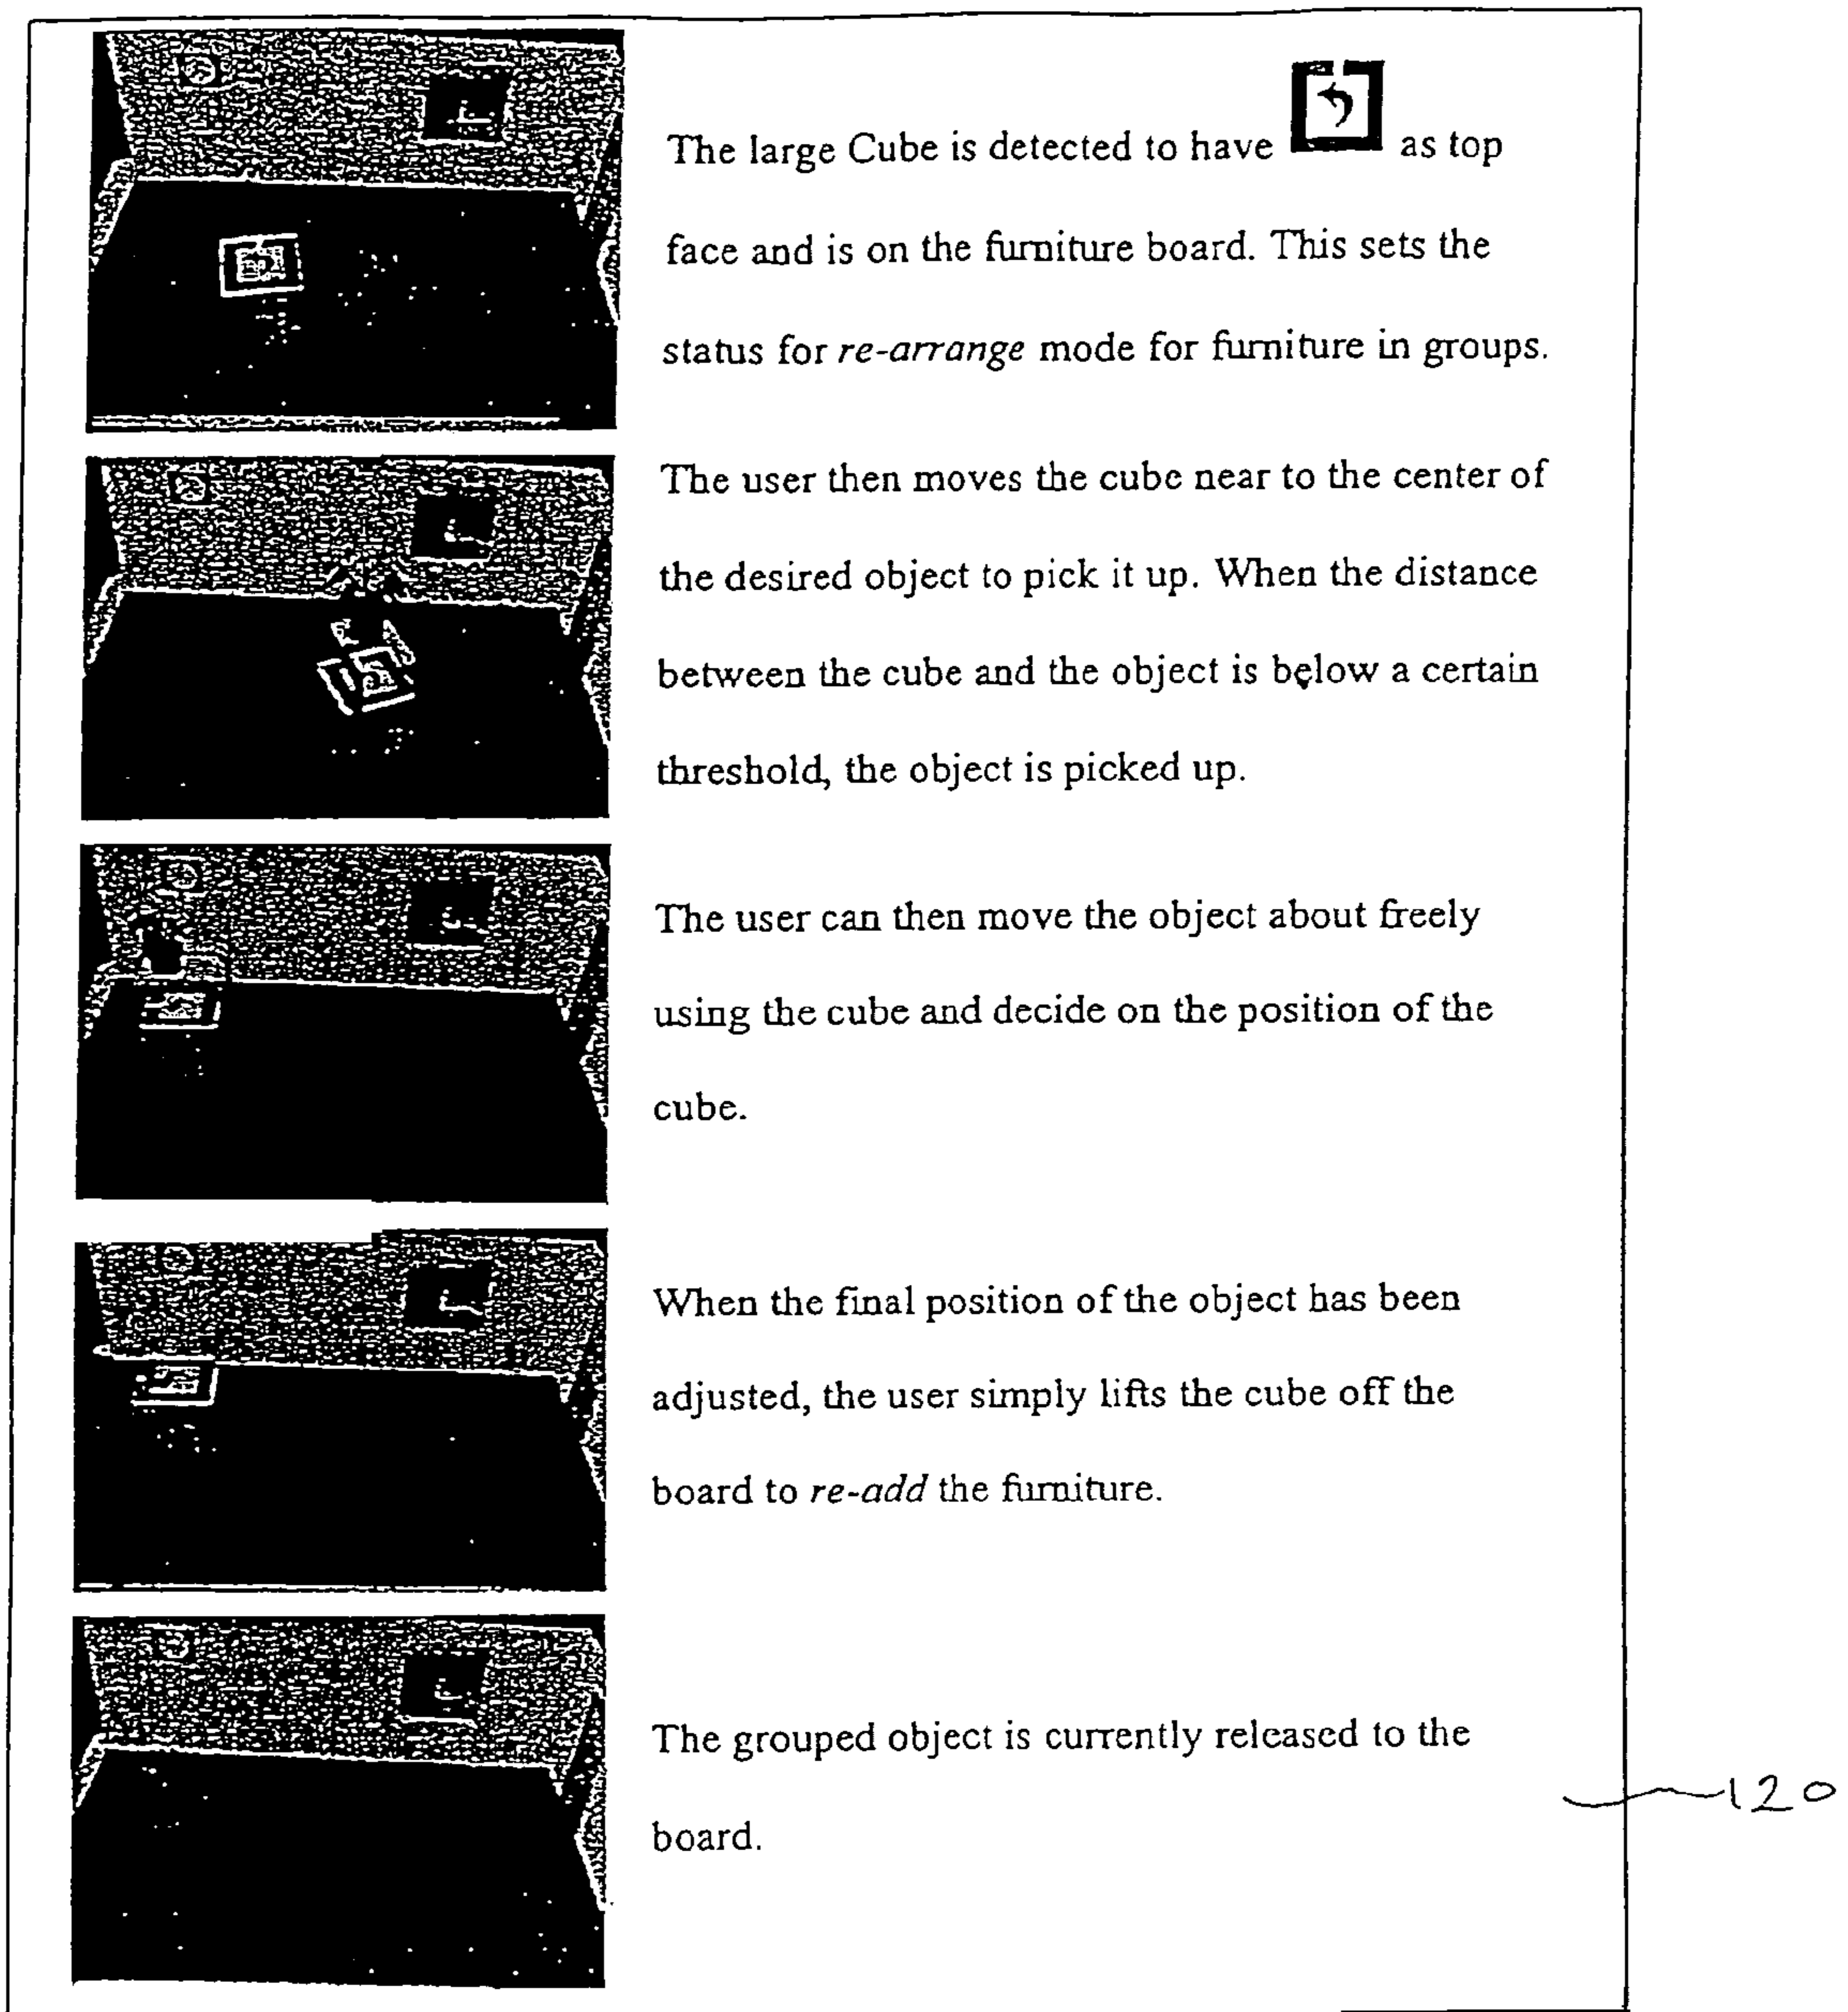 The large Cube is detected to have as top
face and is on the furniture board. This sets the
status for re-arrange mode for furniture in groups.
The user then moves the cube near to the center of
the desired object to pick it up. When the distance
between the cube and the object is below a certain
threshold, the object is picked up.
The user can then move the object about freely
using the cube and decide on the position of the
cube.
When the final position of the object has been
adjusted, the user simply lifts the cube off the
board to re-add the furniture.
The grouped object is currently released to the
board.
120